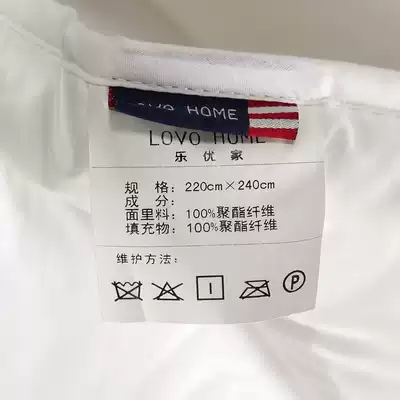 LOVO HOME
LOVO HOME
乐优家
规格：220cm×240cm
成分：
面里料：100%聚酯纤维
填充物：100%聚酯纤维
维护方法：
P